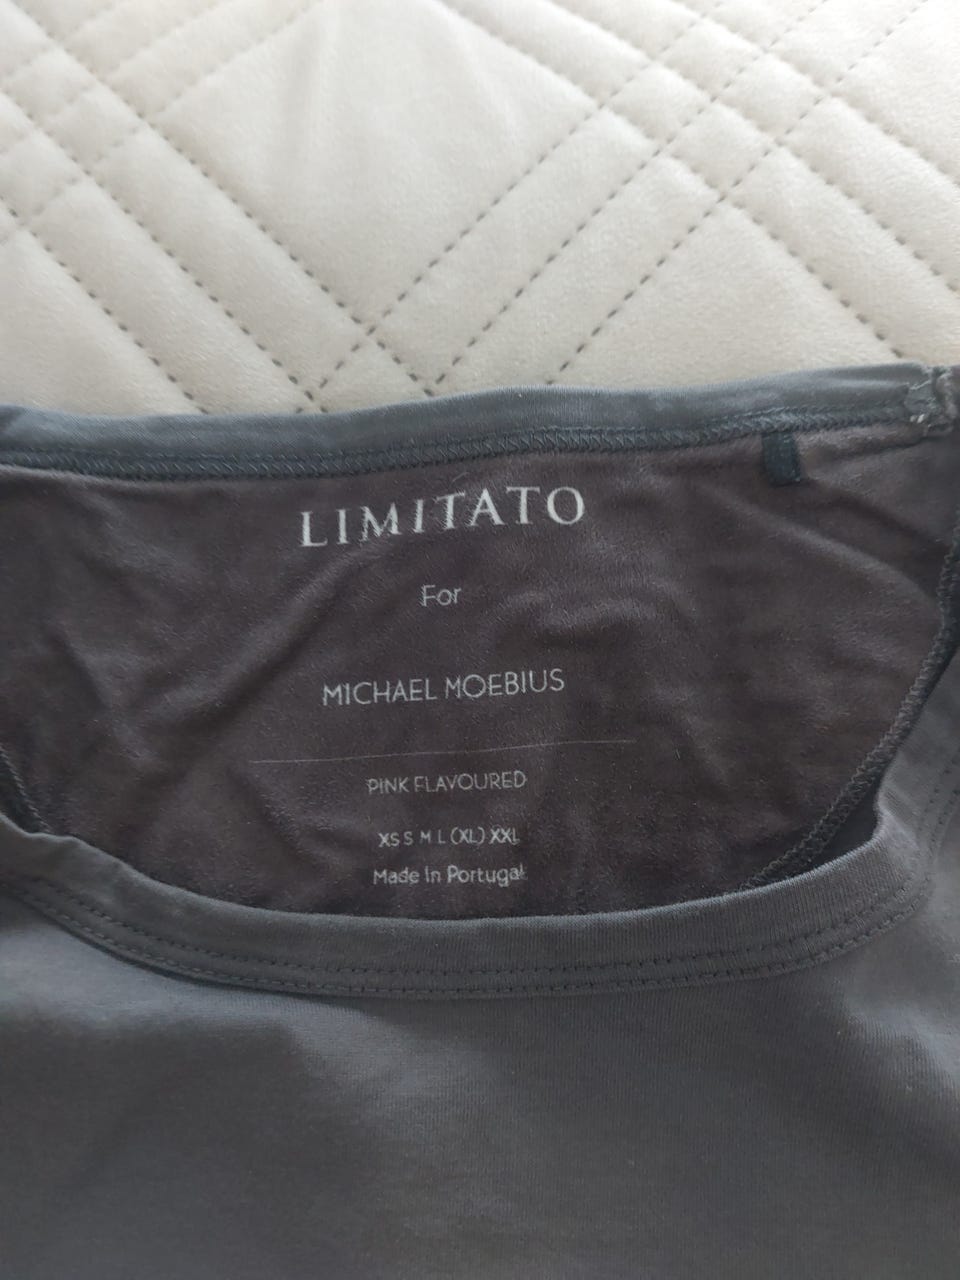 LIMITATO
For
MICHAEL MOEBIUS
PINK FLAVOURED
XS S M L (XL) XXL
Made In Portugal